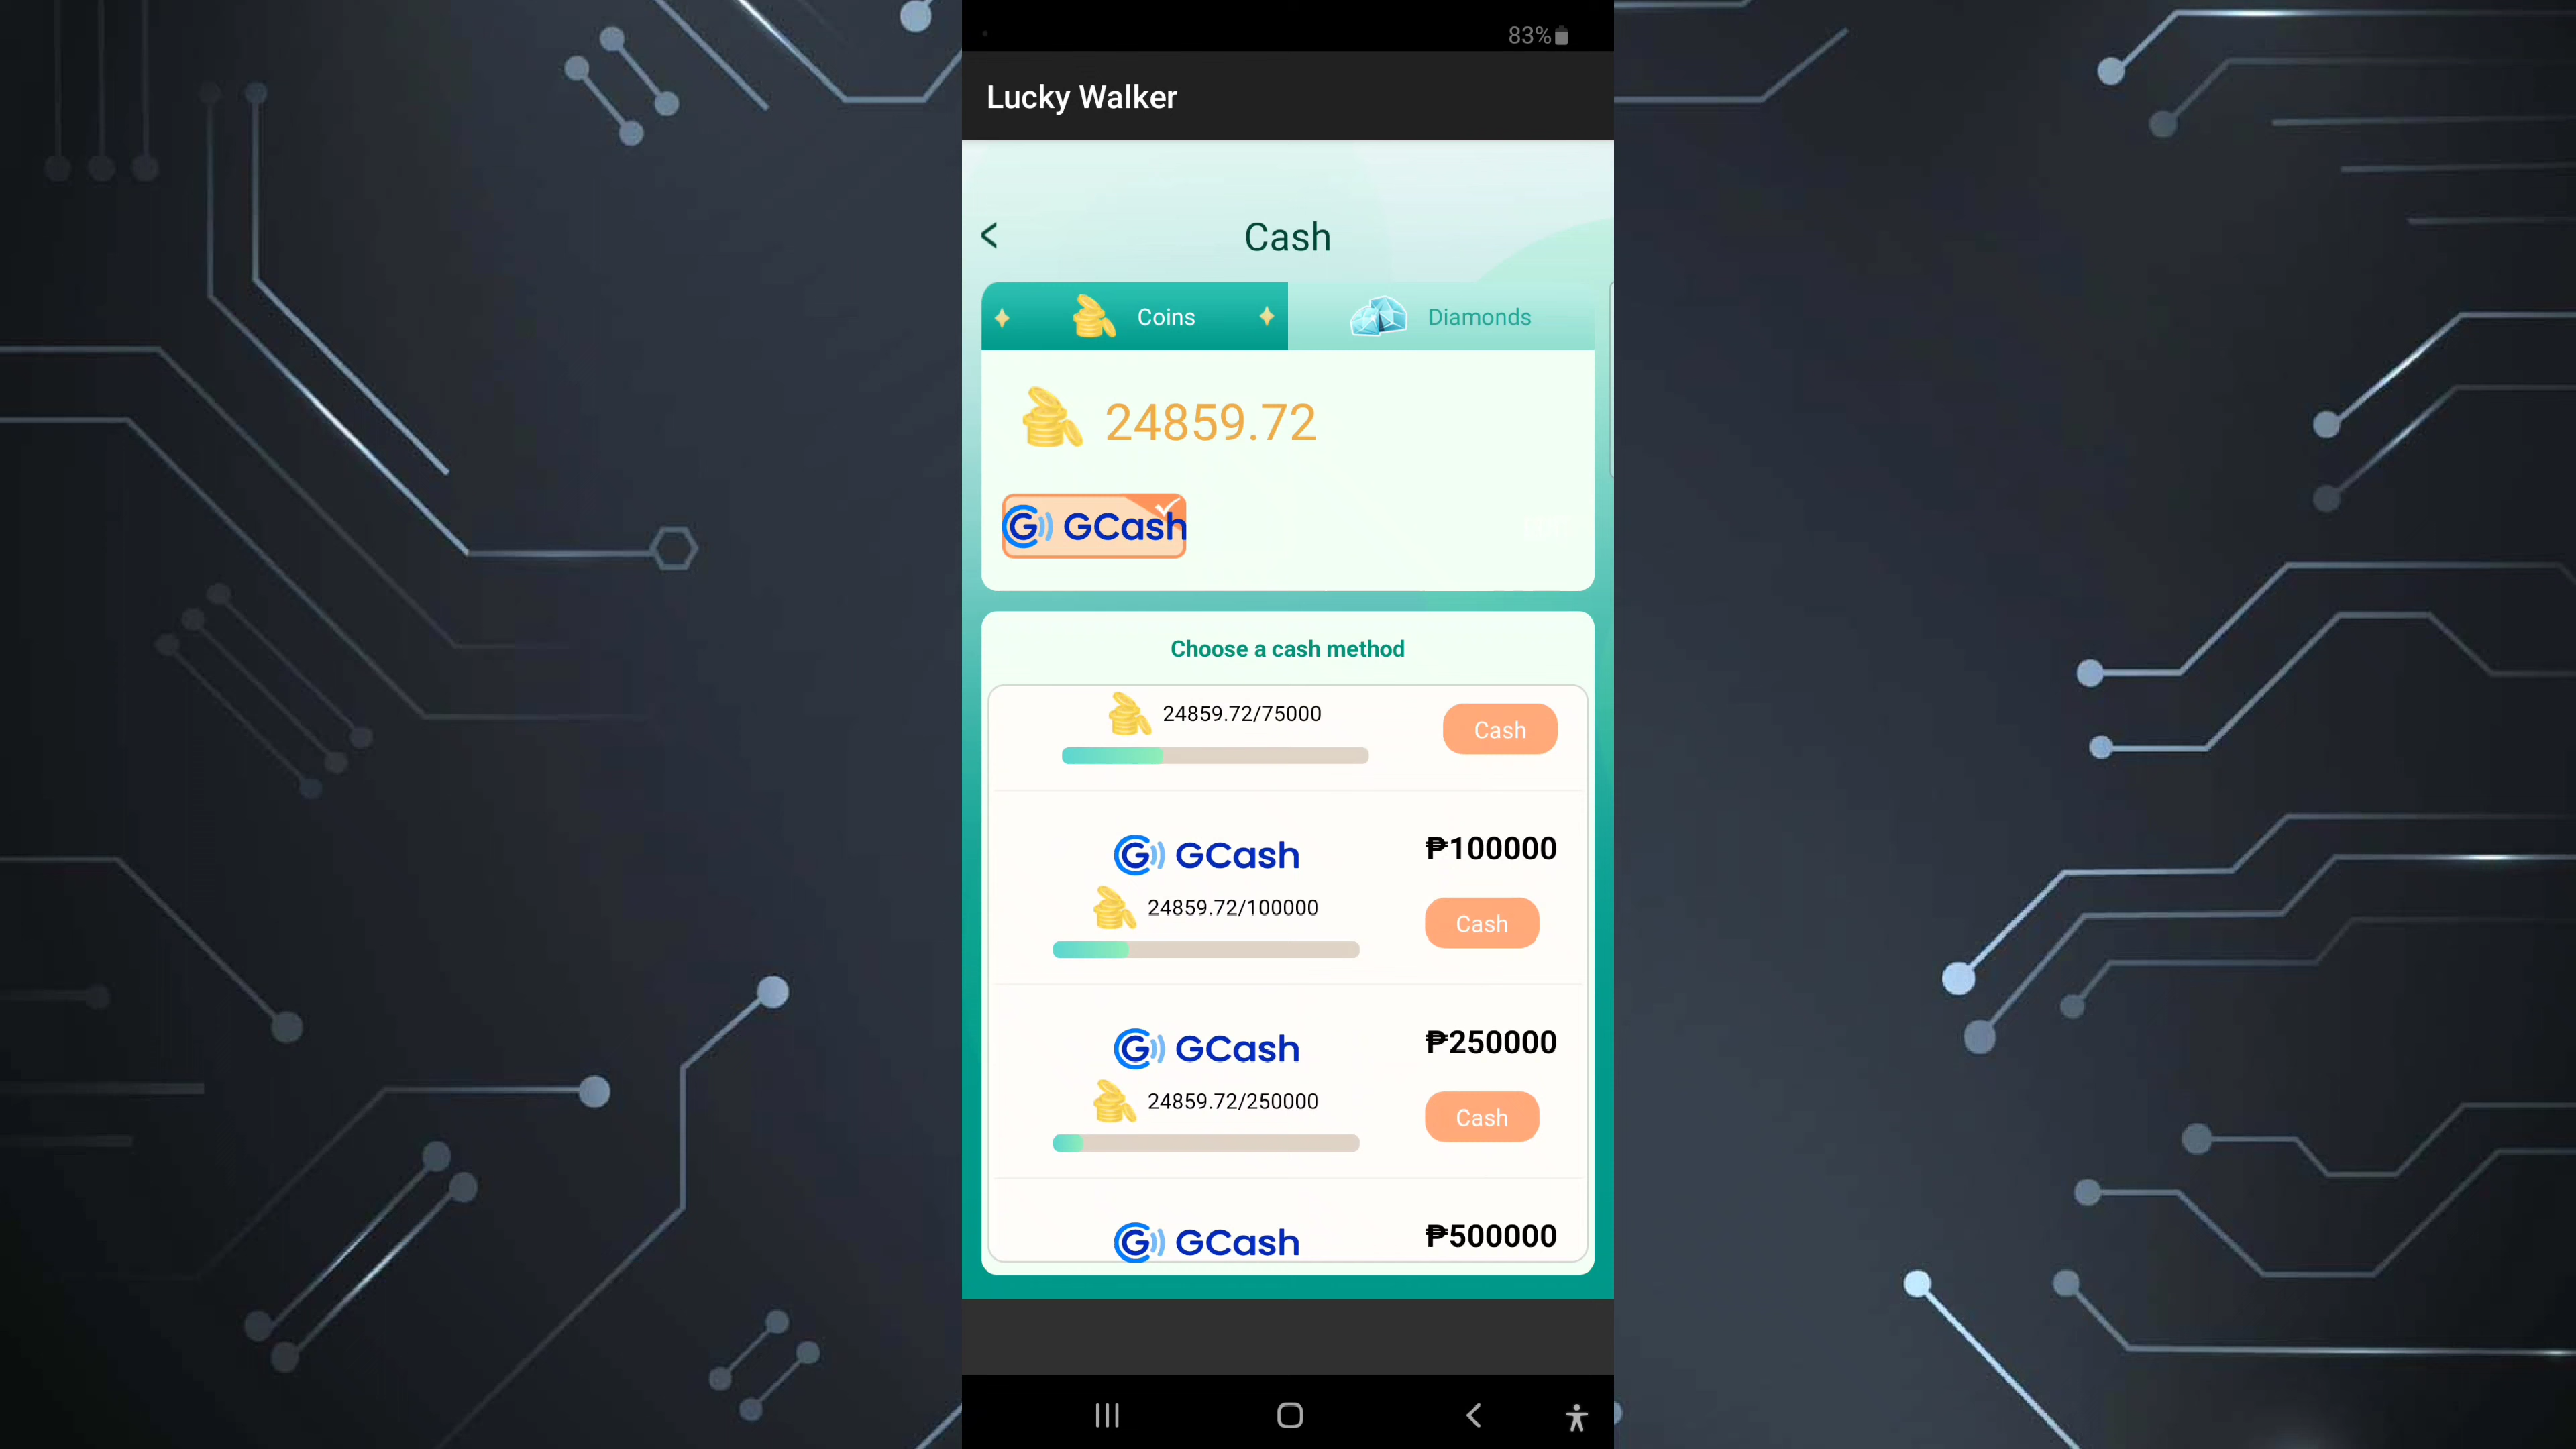 83%
Lucky Walker
Cash
Coins
Diamonds
24859.72
GCash
Choose a cash method
24859.72/75000
Cash
GCash
₱100000
24859.72/100000
Cash
GCash
₱250000
24859.72/250000
Cash
GCash
₱500000